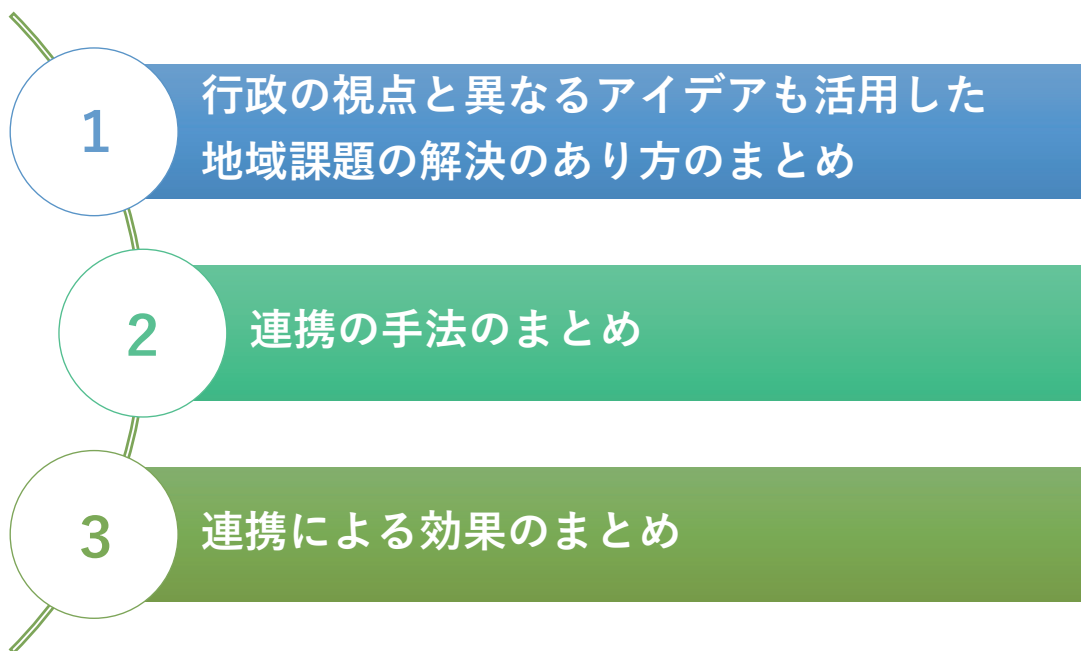 1
行政の視点と異なるアイデアも活用した
地域課題の解決のあり方のまとめ
2
連携の手法のまとめ
3
連携による効果のまとめ